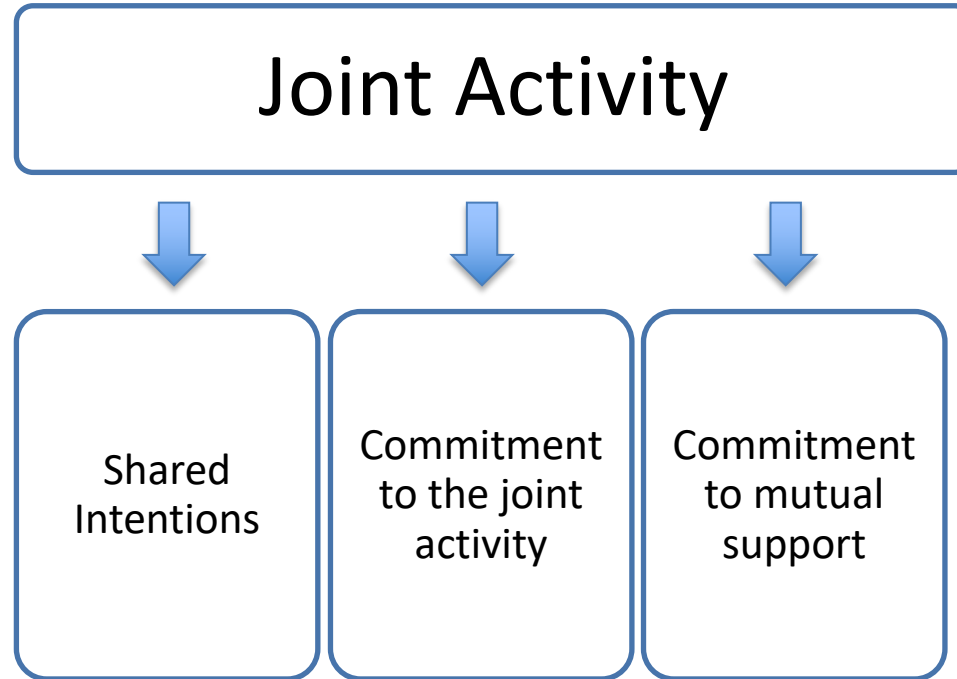 Joint Activity
Shared
Intentions
Commitment
to the joint
activity
Commitment
to mutual
support